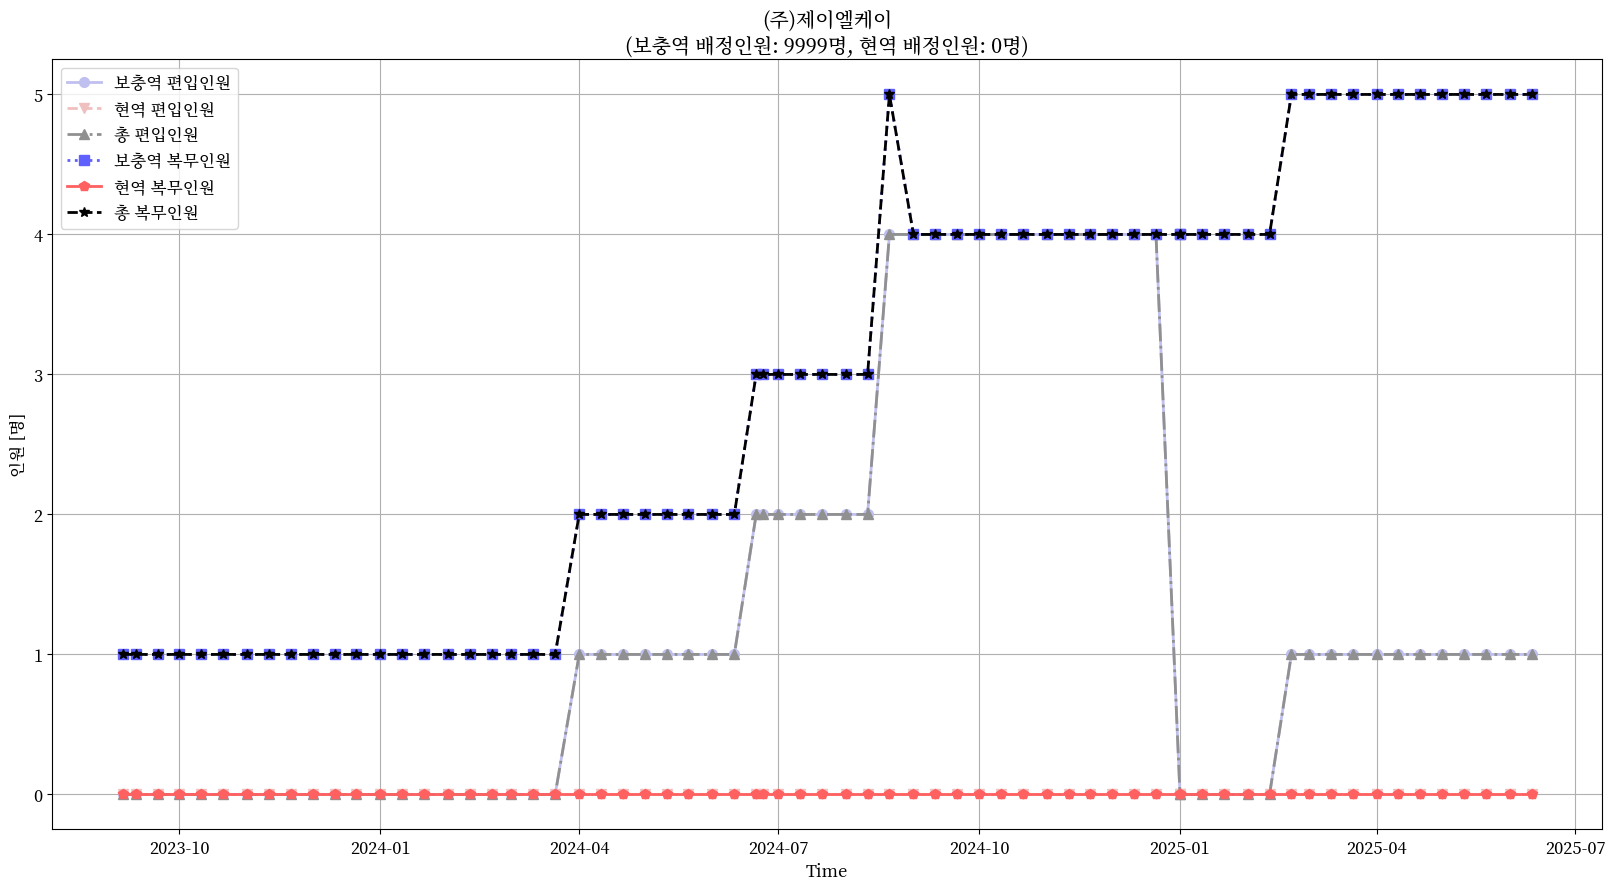 (주)제이엘케이
(보충역 배정인원: 9999명, 현역 배정인원: 0명)
보충역 편입인원
현역 편입인원
총 편입인원
보충역 복무인원
현역 복무인원
총 복무인원
5
4
3
2
1
0
인원 [명]
2023-10
2024-01
2024-04
2024-07
2024-10
2025-01
2025-04
2025-07
Time